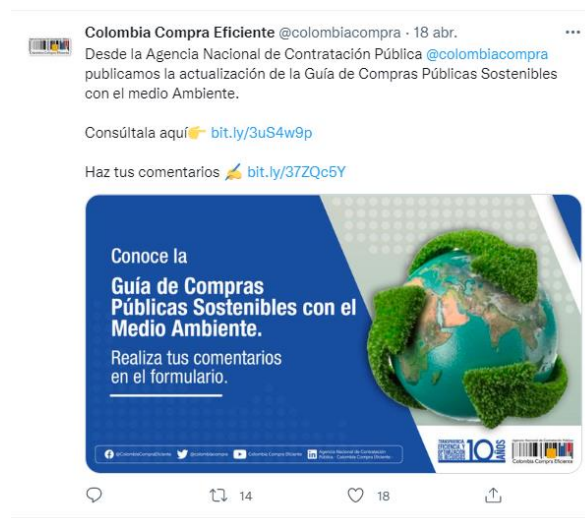 Colombia Compra Eficiente @colombiacompra · 18 abr.
Desde la Agencia Nacional de Contratación Pública @colombiacompra
publicamos la actualización de la Guía de Compras Públicas Sostenibles
con el medio Ambiente.
Consúltala aquí👉 bit.ly/3uS4w9p
Haz tus comentarios ✍ bit.ly/37ZQc5Y
Conoce la
Guía de Compras
Públicas Sostenibles con el
Medio Ambiente.
Realiza tus comentarios
en el formulario.
@ColombiaCompraEficiente @colombiacompra Colombia Compra Eficiente Agencia Nacional de Contratación
Pública - Colombia Compra Eficiente
10 AÑOS
Colombia Compra Eficiente
14 18